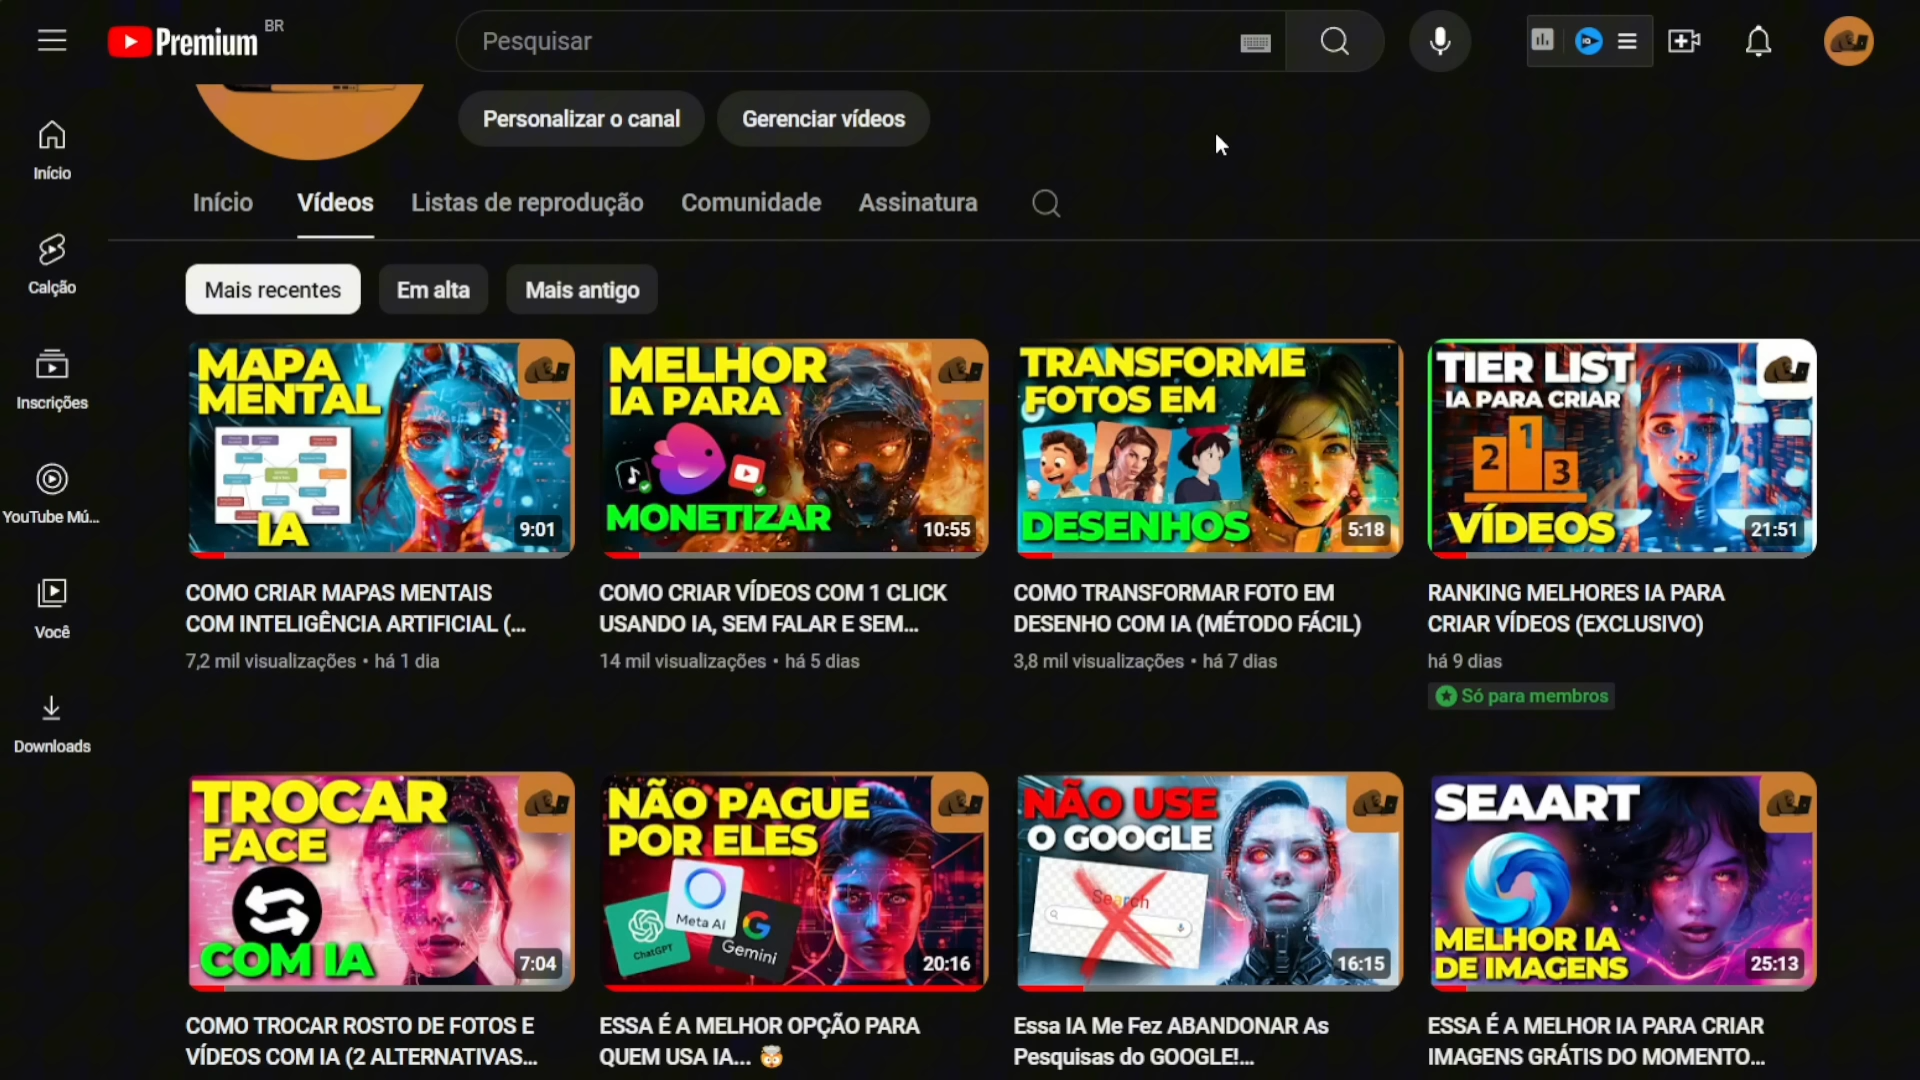 Premium BR
Pesquisar
Personalizar o canal
Gerenciar vídeos
Início
Calção
Inscrições
YouTube Mú...
Você
Downloads
Início
Vídeos
Listas de reprodução
Comunidade
Assinatura
Mais recentes
Em alta
Mais antigo
MAPA
MENTAL
IA
9:01
COMO CRIAR MAPAS MENTAIS
COM INTELIGÊNCIA ARTIFICIAL (...
7,2 mil visualizações • há 1 dia
MELHOR
IA PARA
MONETIZAR
10:55
COMO CRIAR VÍDEOS COM 1 CLICK
USANDO IA, SEM FALAR E SEM...
14 mil visualizações • há 5 dias
TRANSFORME
FOTOS EM
DESENHOS
5:18
COMO TRANSFORMAR FOTO EM
DESENHO COM IA (MÉTODO FÁCIL)
3,8 mil visualizações • há 7 dias
TIER LIST
IA PARA CRIAR
1
2
3
VÍDEOS
21:51
RANKING MELHORES IA PARA
CRIAR VÍDEOS (EXCLUSIVO)
há 9 dias
Só para membros
TROCAR
FACE
COM IA
7:04
COMO TROCAR ROSTO DE FOTOS E
VÍDEOS COM IA (2 ALTERNATIVAS...
NÃO PAGUE
POR ELES
ChatGPT
Meta AI
Gemini
20:16
ESSA É A MELHOR OPÇÃO PARA
QUEM USA IA... 🤯
NÃO USE
O GOOGLE
Search
16:15
Essa IA Me Fez ABANDONAR As
Pesquisas do GOOGLE!...
SEAART
MELHOR IA
DE IMAGENS
25:13
ESSA É A MELHOR IA PARA CRIAR
IMAGENS GRÁTIS DO MOMENTO...